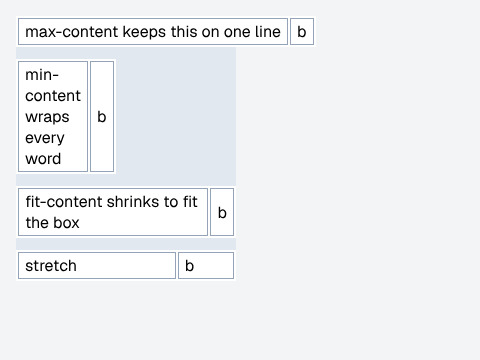 max-content keeps this on one line b
min-
content
wraps b
every
word
fit-content shrinks to fit
the box b
stretch b